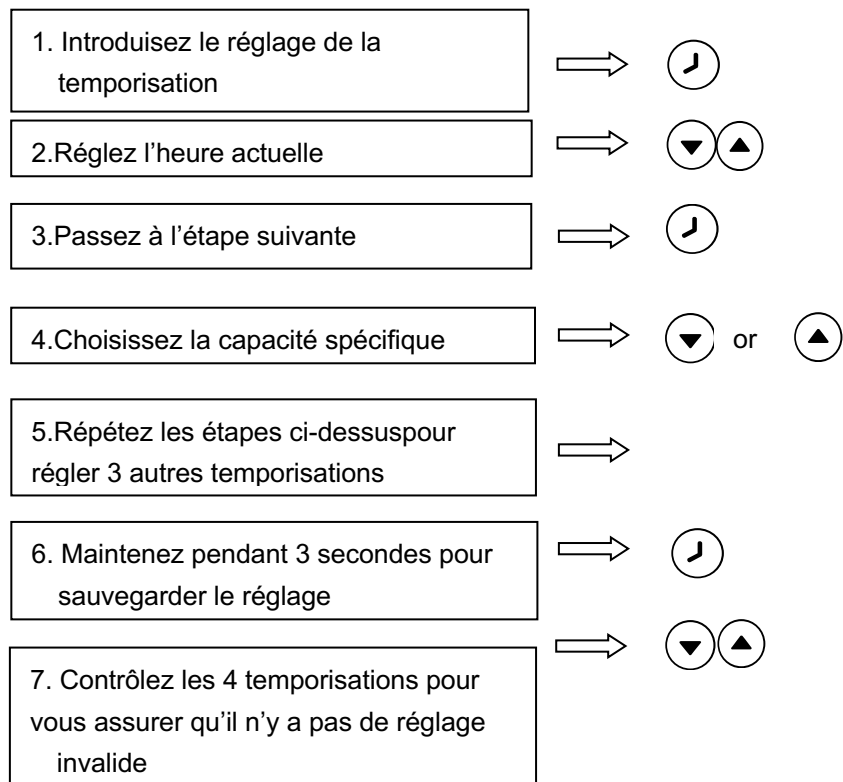 1. Introduisez le réglage de la
temporisation
2.Réglez l'heure actuelle
3.Passez à l'étape suivante
4.Choisissez la capacité spécifique
or
5.Répétez les étapes ci-dessuspour
régler 3 autres temporisations
6. Maintenez pendant 3 secondes pour
sauvegarder le réglage
7. Contrôlez les 4 temporisations pour
vous assurer qu'il n'y a pas de réglage
invalide